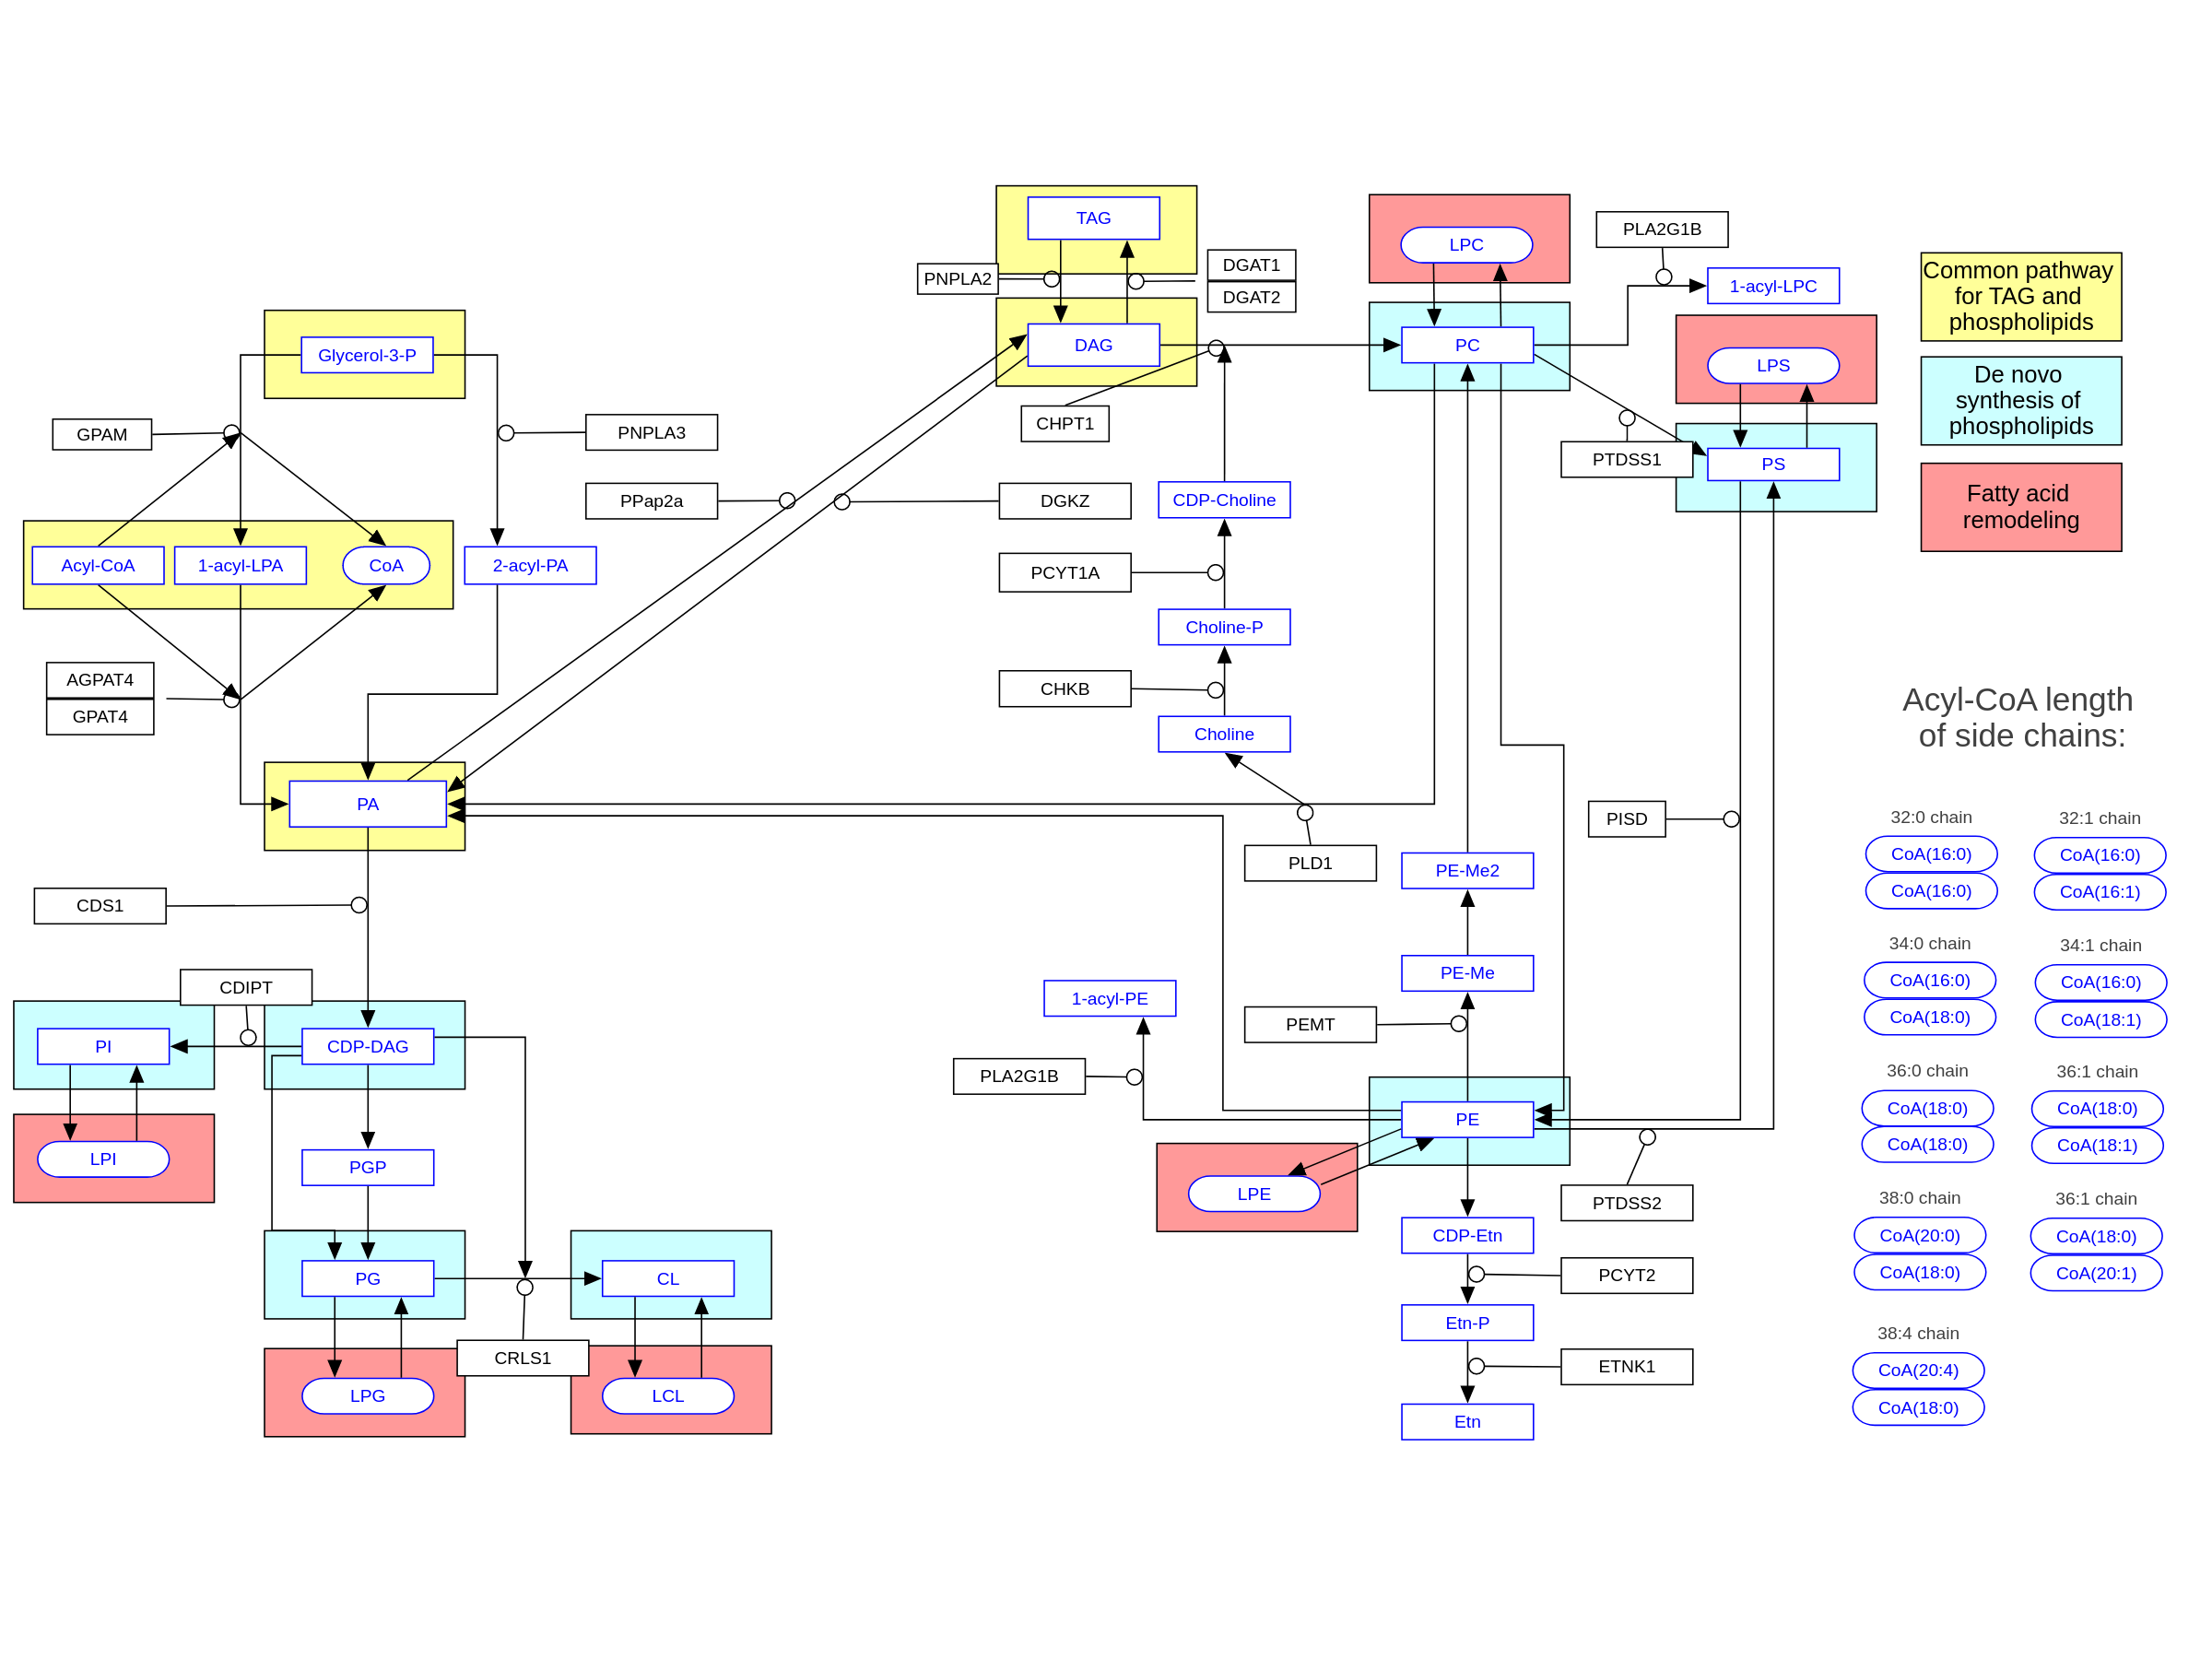 TAG
LPC
PLA2G1B
PNPLA2
DGAT1
DGAT2
1-acyl-LPC
Common pathway
for TAG and
phospholipids
Glycerol-3-P
DAG
PC
LPS
De novo
synthesis of
phospholipids
GPAM
PNPLA3
CHPT1
PTDSS1
PS
PPap2a
DGKZ
CDP-Choline
Fatty acid
remodeling
Acyl-CoA
1-acyl-LPA
CoA
2-acyl-PA
PCYT1A
Choline-P
AGPAT4
GPAT4
CHKB
Choline
Acyl-CoA length
of side chains:
PA
PISD
PLD1
PE-Me2
32:0 chain
CoA(16:0)
CoA(16:0)
32:1 chain
CoA(16:0)
CoA(16:1)
CDS1
34:0 chain
CoA(16:0)
CoA(18:0)
34:1 chain
CoA(16:0)
CoA(18:1)
CDIPT
1-acyl-PE
PE-Me
PEMT
PI
CDP-DAG
PLA2G1B
PE
36:0 chain
CoA(18:0)
CoA(18:0)
36:1 chain
CoA(18:0)
CoA(18:1)
LPI
PGP
LPE
PTDSS2
38:0 chain
CoA(20:0)
CoA(18:0)
36:1 chain
CoA(18:0)
CoA(20:1)
CDP-Etn
PG
CL
PCYT2
Etn-P
CRLS1
ETNK1
38:4 chain
CoA(20:4)
CoA(18:0)
LPG
LCL
Etn